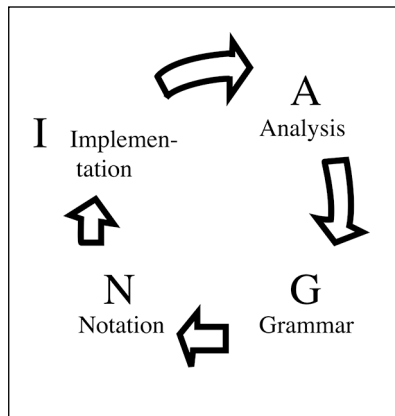 A
Analysis
I Implemen-
tation
N
Notation
G
Grammar